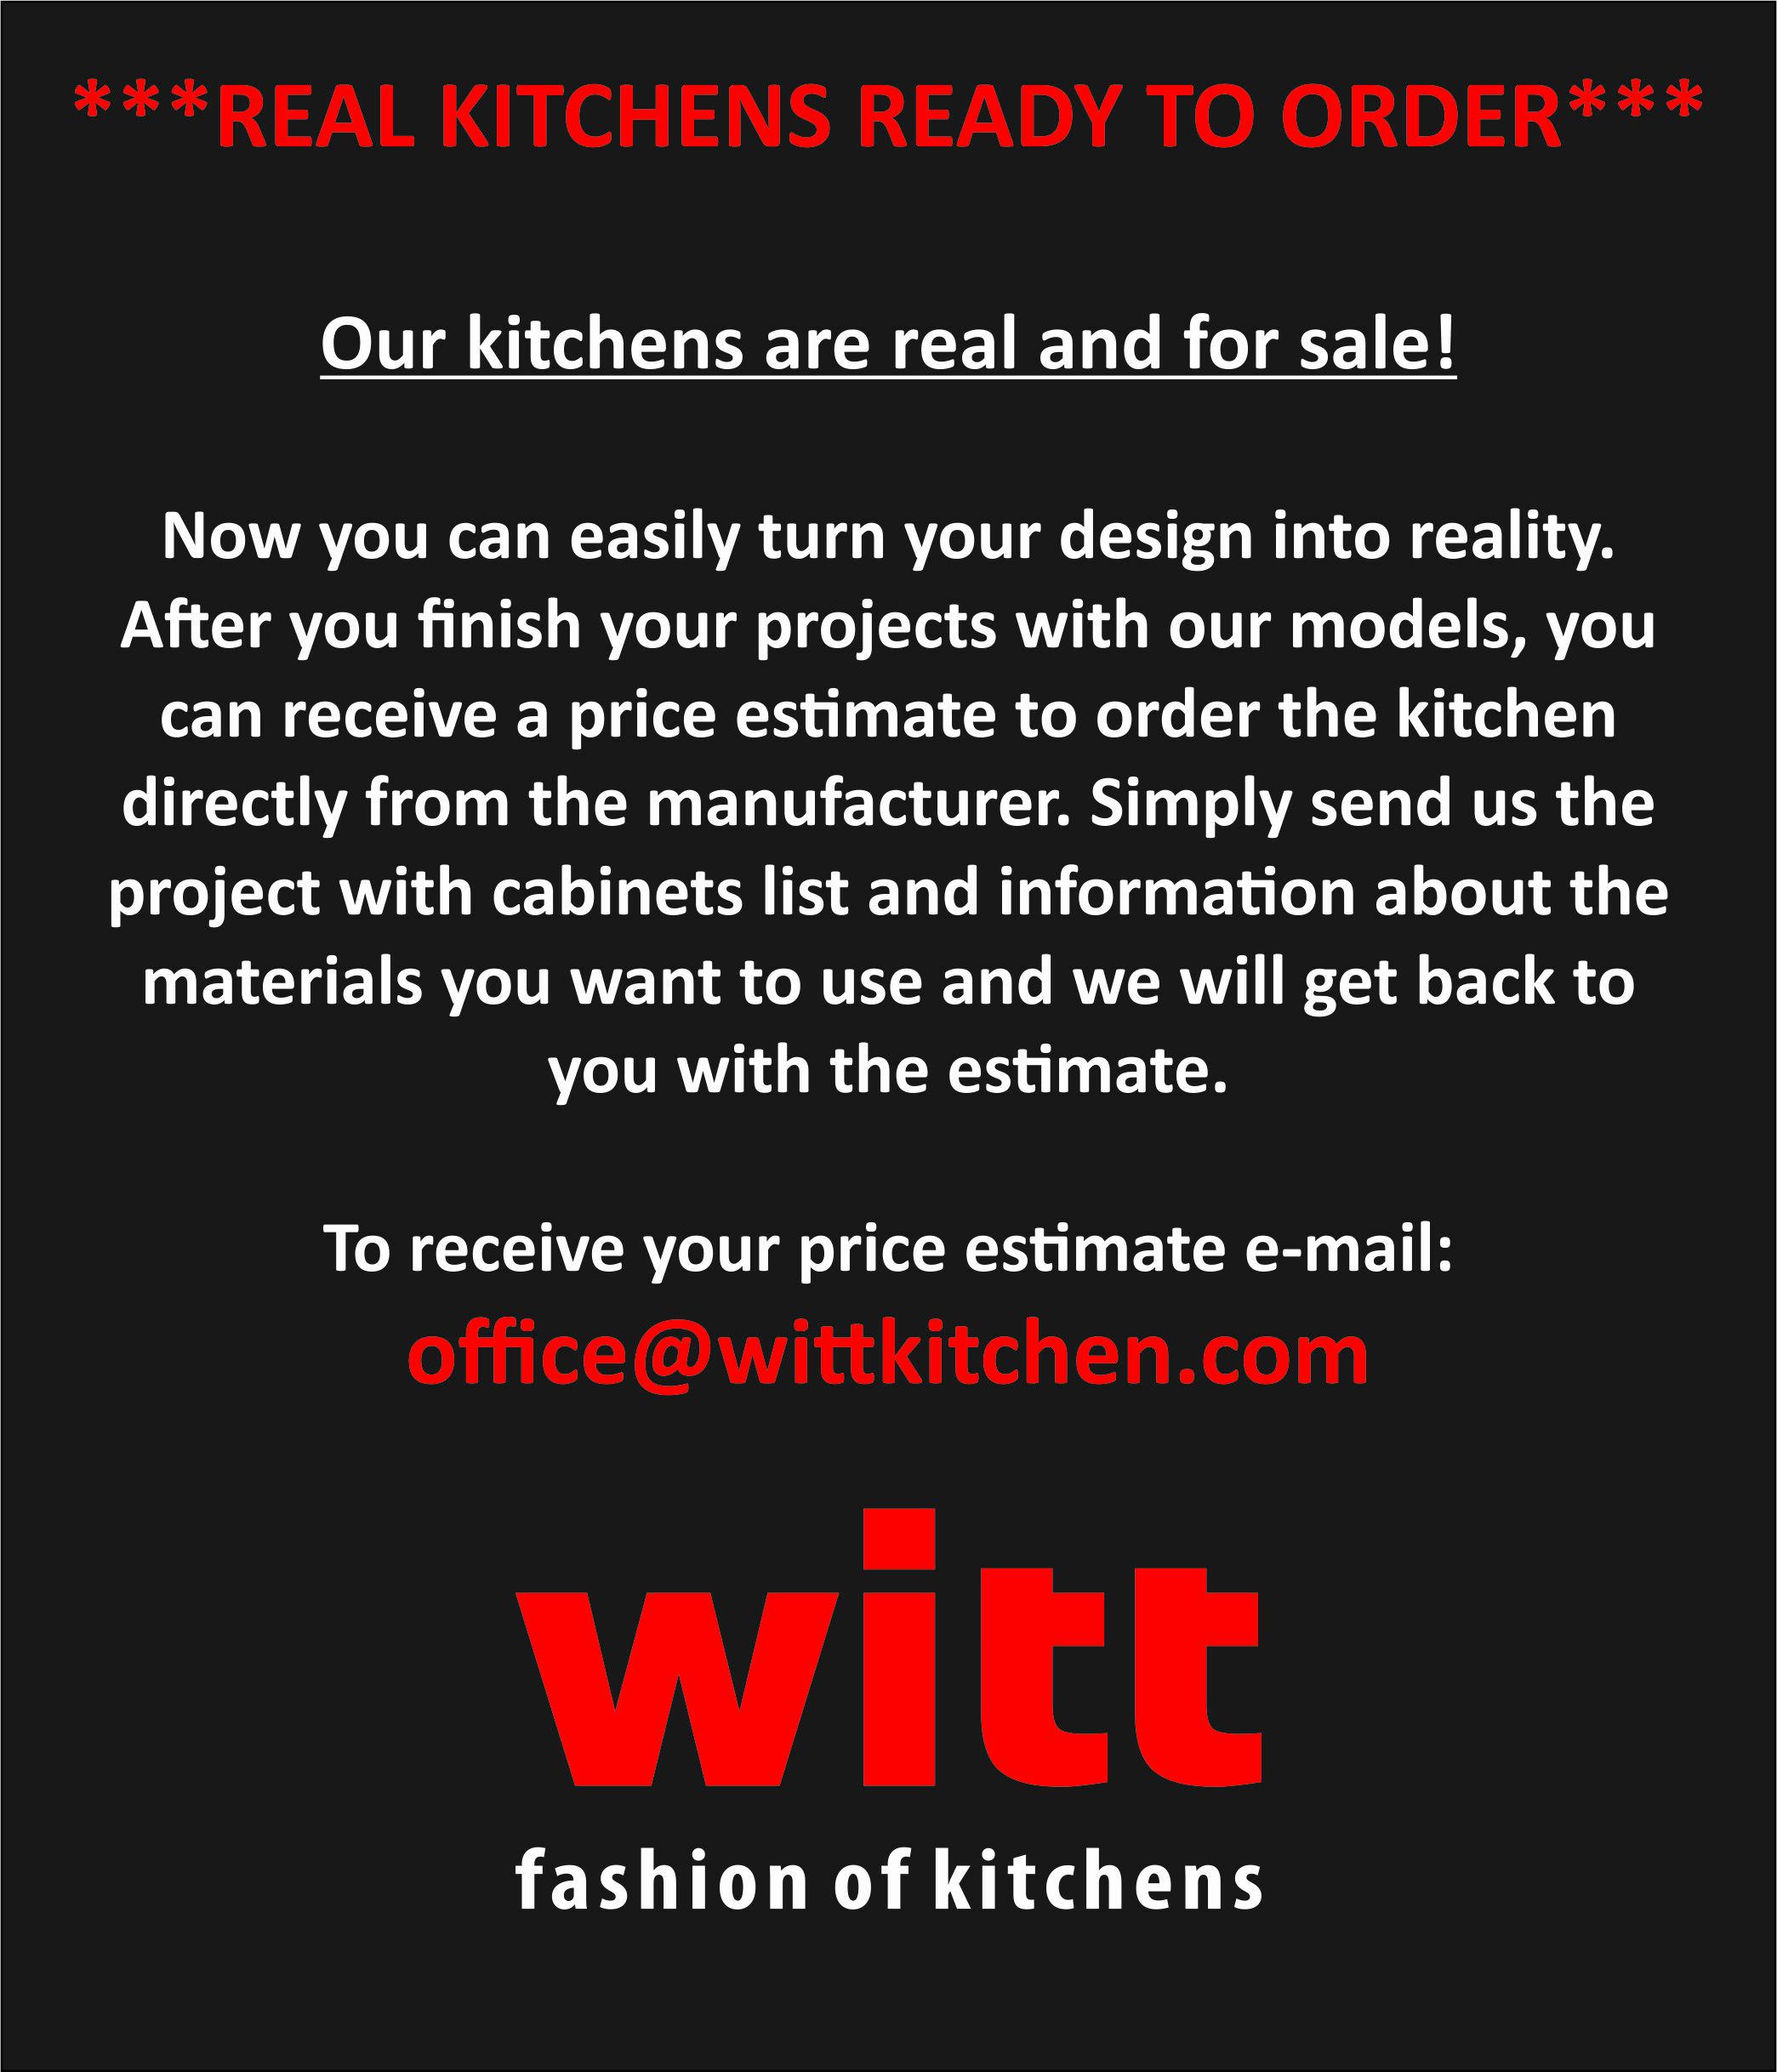 ***REAL KITCHENS READY TO ORDER***
Our kitchens are real and for sale!
Now you can easily turn your design into reality.
After you finish your projects with our models, you
can receive a price estimate to order the kitchen
directly from the manufacturer. Simply send us the
project with cabinets list and information about the
materials you want to use and we will get back to
you with the estimate.
To receive your price estimate e-mail:
office@wittkitchen.com
witt
fashion of kitchens